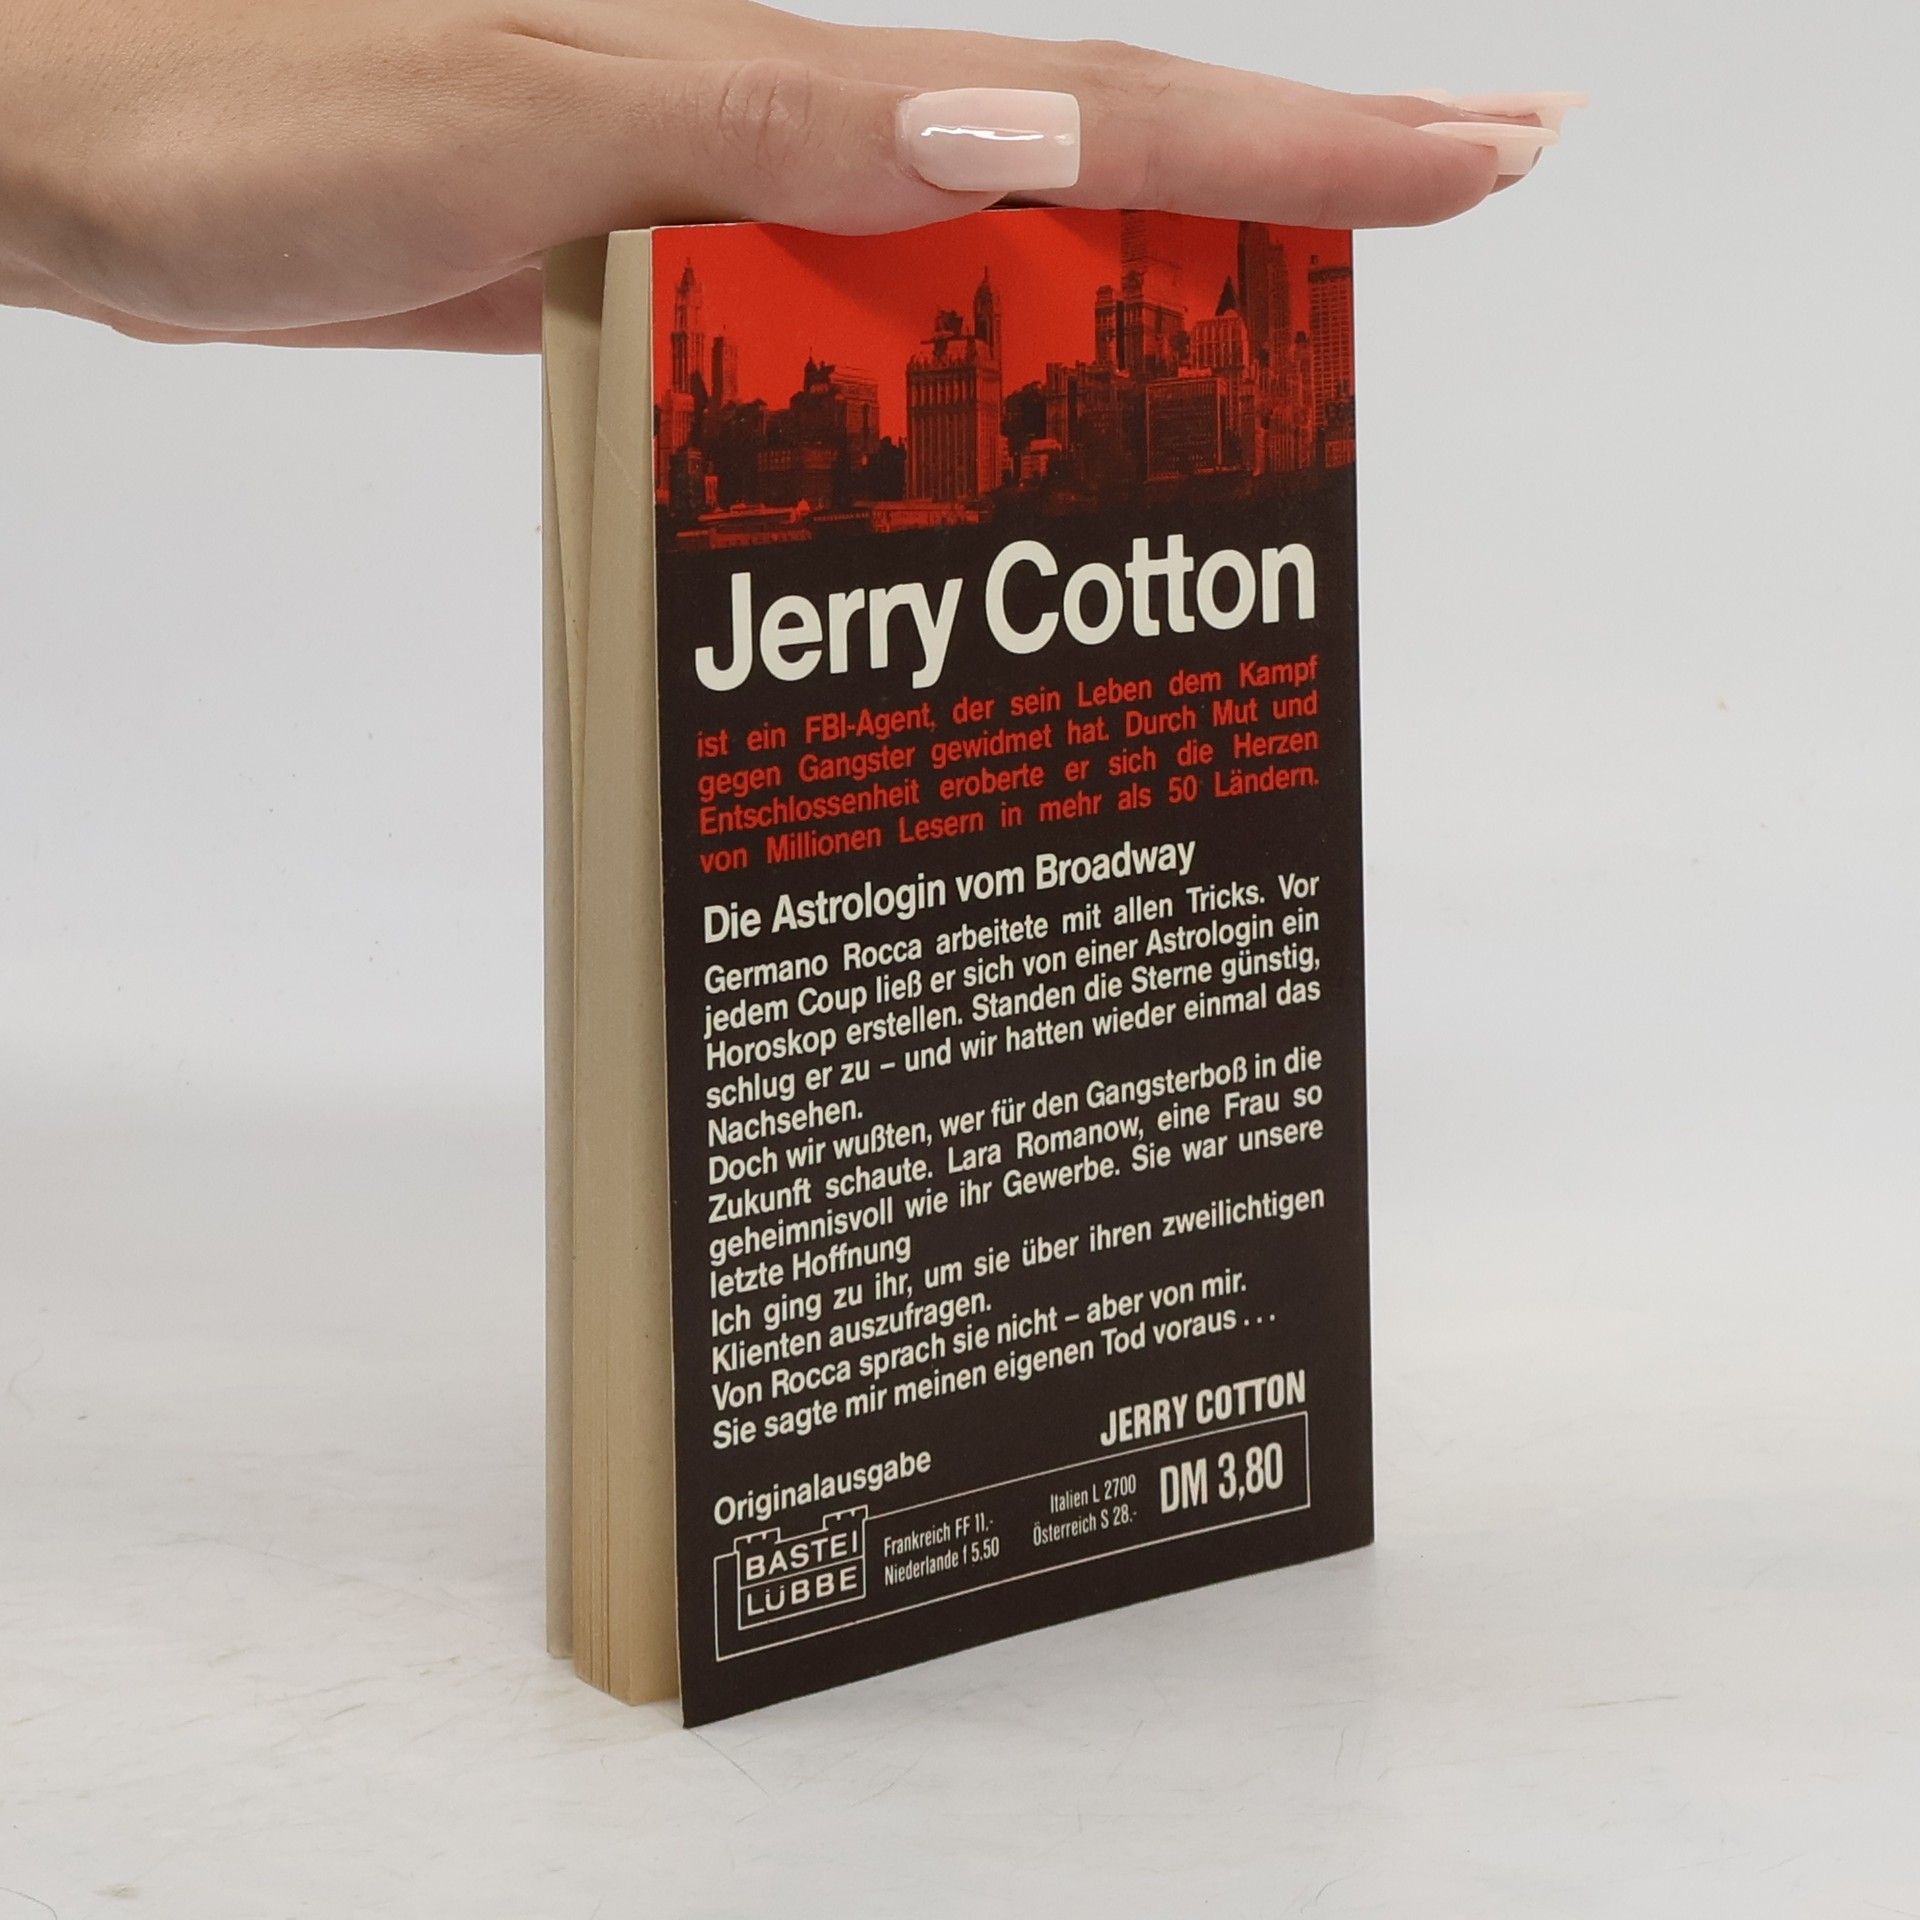 Jerry Cotton
ist ein FBI-Agent, der sein Leben dem Kampf
gegen Gangster gewidmet hat. Durch Mut und
Entschlossenheit eroberte er sich die Herzen
von Millionen Lesern in mehr als 50 Ländern.
Die Astrologin vom Broadway
Germano Rocca arbeitete mit allen Tricks. Vor
jedem Coup ließ er sich von einer Astrologin ein
Horoskop erstellen. Standen die Sterne günstig,
schlug er zu – und wir hatten wieder einmal das
Nachsehen.
Doch wir wußten, wer für den Gangsterboß in die
Zukunft schaute. Lara Romanow, eine Frau so
geheimnisvoll wie ihr Gewerbe. Sie war unsere
letzte Hoffnung
Ich ging zu ihr, um sie über ihren zweilichtigen
Klienten auszufragen.
Von Rocca sprach sie nicht – aber von mir.
Sie sagte mir meinen eigenen Tod voraus . . .
JERRY COTTON
Originalausgabe
BASTEI
LÜBBE
Frankreich FF 11.-
Niederlande f 5,50
Italien L 2700
Österreich S 28.-
DM 3,80